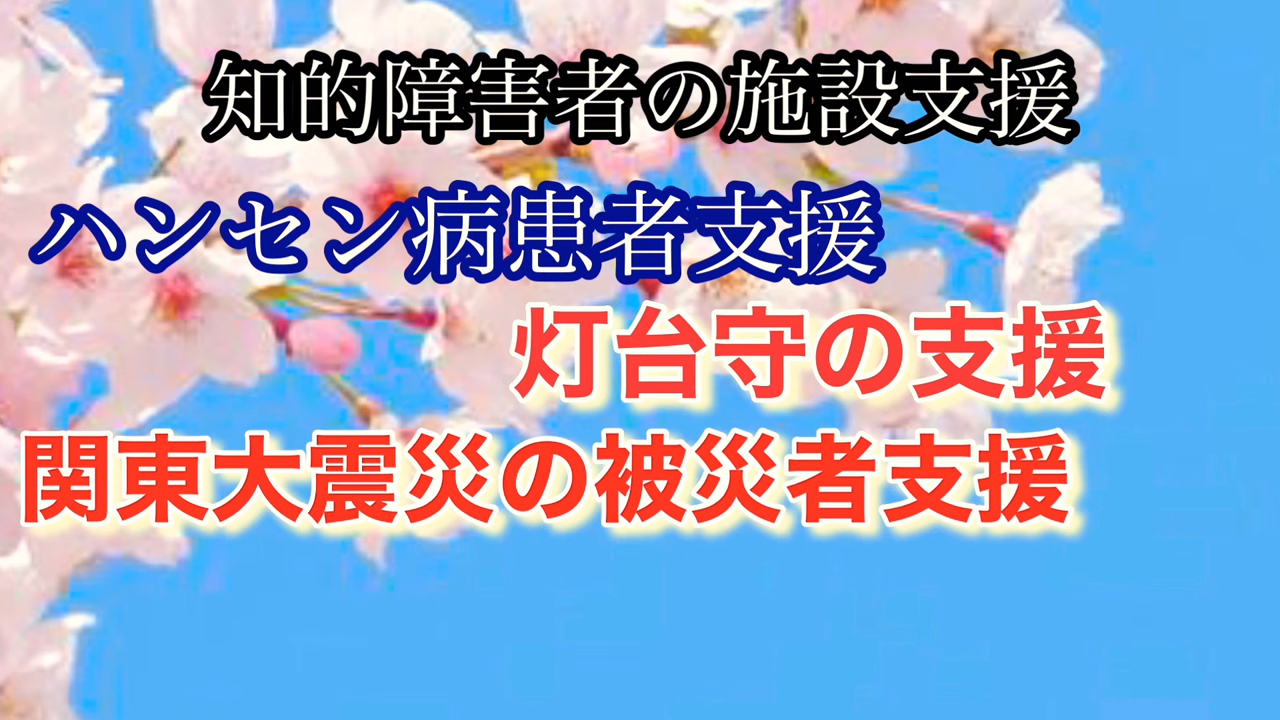 知的障害者の施設支援
ハンセン病患者支援
灯台守の支援
関東大震災の被災者支援